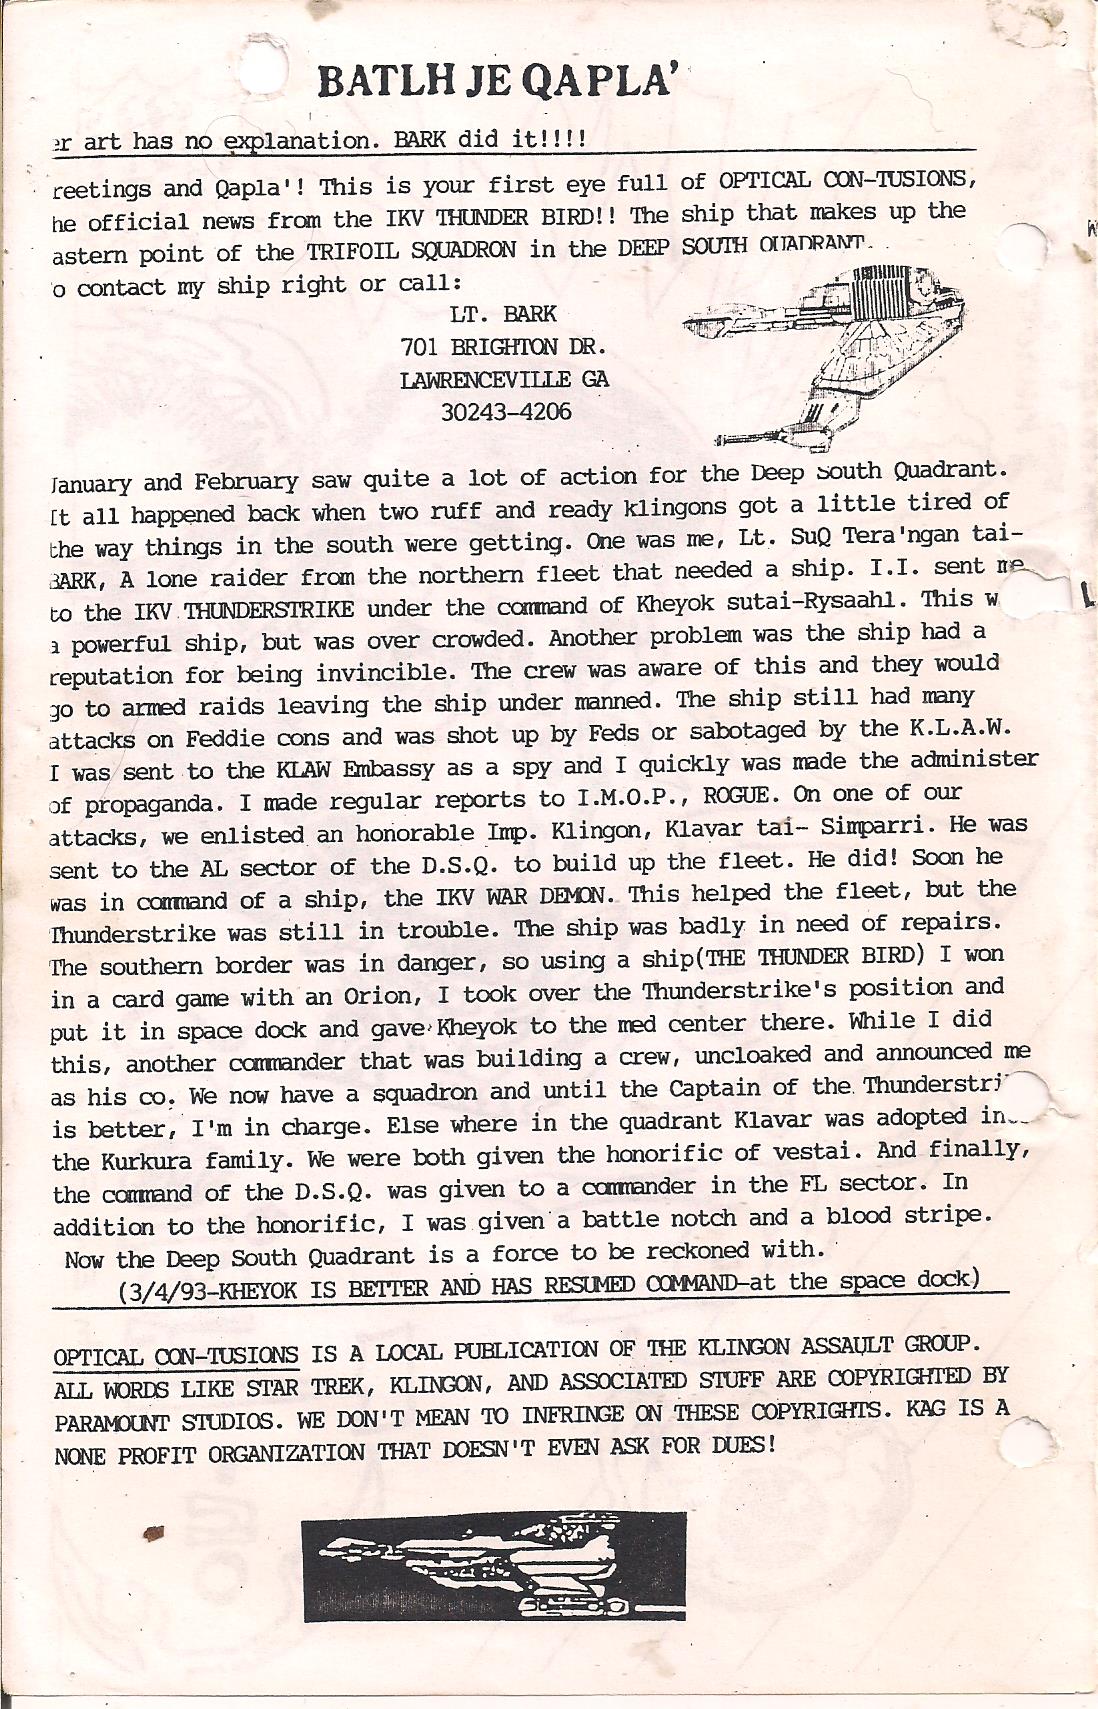 BATLH JE QAPLA'
er art has no explanation. BARK did it!!!!
reetings and Qapla'! This is your first eye full of OPTICAL CON-TUSIONS,
he official news from the IKV THUNDER BIRD!! The ship that makes up the
astern point of the TRIFOIL SQUADRON in the DEEP SOUTH QUADRANT.
o contact my ship right or call:
LT. BARK
701 BRIGHTON DR.
LAWRENCEVILLE GA
30243-4206
January and February saw quite a lot of action for the Deep South Quadrant.
It all happened back when two ruff and ready klingons got a little tired of
the way things in the south were getting. One was me, Lt. SuQ Tera'ngan tai-
BARK, A lone raider from the northern fleet that needed a ship. I.I. sent me
to the IKV THUNDERSTRIKE under the command of Kheyok sutai-Rysaahl. This w
a powerful ship, but was over crowded. Another problem was the ship had a
reputation for being invincible. The crew was aware of this and they would
go to armed raids leaving the ship under manned. The ship still had many
attacks on Feddie cons and was shot up by Feds or sabotaged by the K.L.A.W.
I was sent to the KLAW Embassy as a spy and I quickly was made the administer
of propaganda. I made regular reports to I.M.O.P., ROGUE. On one of our
attacks, we enlisted an honorable Imp. Klingon, Klavar tai- Simparri. He was
sent to the AL sector of the D.S.Q. to build up the fleet. He did! Soon he
was in command of a ship, the IKV WAR DEMON. This helped the fleet, but the
Thunderstrike was still in trouble. The ship was badly in need of repairs.
The southern border was in danger, so using a ship(THE THUNDER BIRD) I won
in a card game with an Orion, I took over the Thunderstrike's position and
put it in space dock and gave Kheyok to the med center there. While I did
this, another commander that was building a crew, uncloaked and announced me
as his co. We now have a squadron and until the Captain of the Thunderstri
is better, I'm in charge. Else where in the quadrant Klavar was adopted in
the Kurkura family. We were both given the honorific of vestai. And finally,
the command of the D.S.Q. was given to a commander in the FL sector. In
addition to the honorific, I was given a battle notch and a blood stripe.
Now the Deep South Quadrant is a force to be reckoned with.
(3/4/93-KHEYOK IS BETTER AND HAS RESUMED COMMAND-at the space dock)
OPTICAL CON-TUSIONS IS A LOCAL PUBLICATION OF THE KLINGON ASSAULT GROUP.
ALL WORDS LIKE STAR TREK, KLINGON, AND ASSOCIATED STUFF ARE COPYRIGHTED BY
PARAMOUNT STUDIOS. WE DON'T MEAN TO INFRINGE ON THESE COPYRIGHTS. KAG IS A
NONE PROFIT ORGANIZATION THAT DOESN'T EVEN ASK FOR DUES!